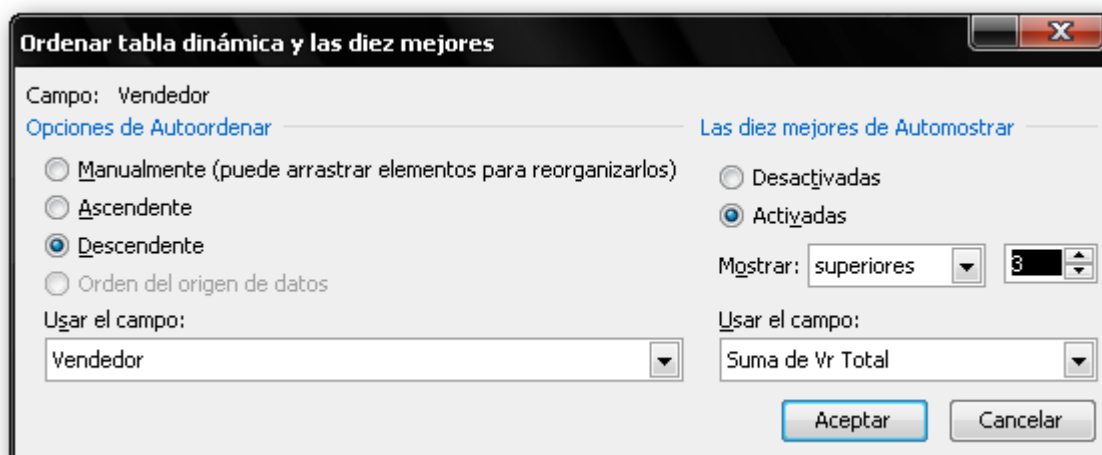 Ordenar tabla dinámica y las diez mejores
Campo: Vendedor
Opciones de Autoordenar
Manualmente (puede arrastrar elementos para reorganizarlos)
Ascendente
Descendente
Orden del origen de datos
Usar el campo:
Vendedor
Las diez mejores de Automostrar
Desactivadas
Activadas
Mostrar: superiores 3
Usar el campo:
Suma de Vr Total
Aceptar Cancelar